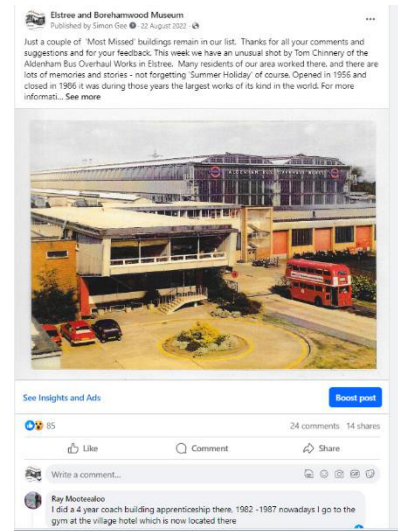 Elstree and Borehamwood Museum
Published by Simon Gee · 22 August 2022 ·
Just a couple of 'Most Missed' buildings remain in our list. Thanks for all your comments and
suggestions and for your feedback. This week we have an unusual shot by Tom Chinnery of the
Aldenham Bus Overhaul Works in Elstree. Many residents of our area worked there, and there are
lots of memories and stories - not forgetting 'Summer Holiday' of course. Opened in 1956 and
closed in 1986 it was during those years the largest works of its kind in the world. For more
informati... See more
ALDENHAM BUS OVERHAUL WORKS
See Insights and Ads
Boost post
85
24 comments 14 shares
Like
Comment
Share
Write a comment...
GIF
Ray Mocteealoo
I did a 4 year coach building apprenticeship there, 1982 -1987 nowadays I go to the
gym at the village hotel which is now located there